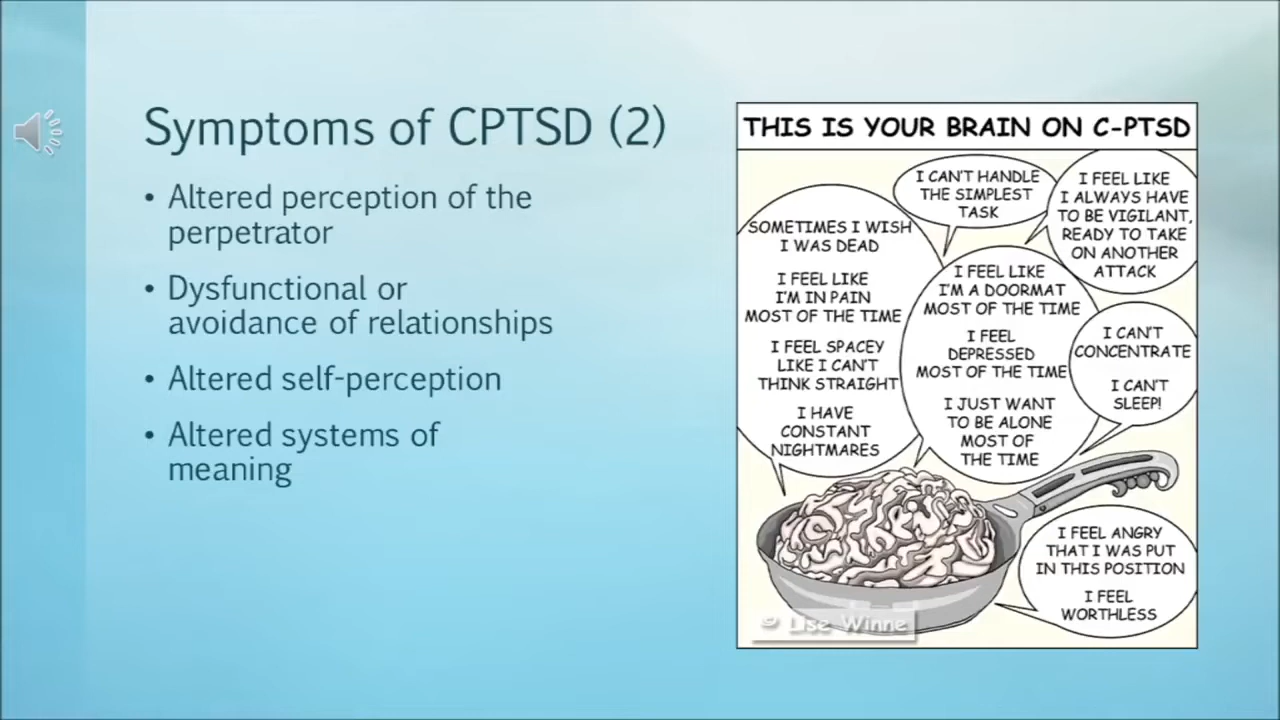 Symptoms of CPTSD (2)
• Altered perception of the
perpetrator
• Dysfunctional or
avoidance of relationships
• Altered self-perception
• Altered systems of
meaning
THIS IS YOUR BRAIN ON C-PTSD
I CAN'T HANDLE
THE SIMPLEST
TASK
I FEEL LIKE
I ALWAYS HAVE
TO BE VIGILANT,
READY TO TAKE
ON ANOTHER
ATTACK
SOMETIMES I WISH
I WAS DEAD
I FEEL LIKE
I'M IN PAIN
MOST OF THE TIME
I FEEL SPACEY
LIKE I CAN'T
THINK STRAIGHT
I HAVE
CONSTANT
NIGHTMARES
I FEEL LIKE
I'M A DOORMAT
MOST OF THE TIME
I FEEL
DEPRESSED
MOST OF THE TIME
I JUST WANT
TO BE ALONE
MOST OF
THE TIME
I CAN'T
CONCENTRATE
I CAN'T
SLEEP!
I FEEL ANGRY
THAT I WAS PUT
IN THIS POSITION
I FEEL
WORTHLESS
© Lise Winne